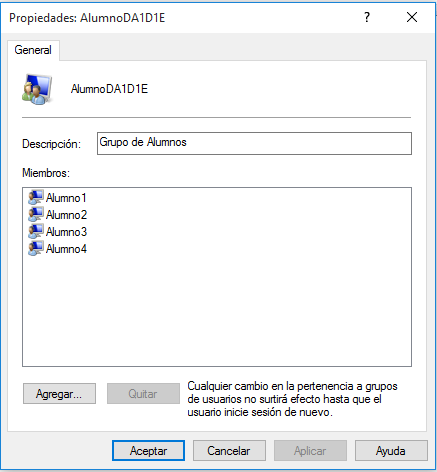 Propiedades: AlumnoDA1D1E
?
General
AlumnoDA1D1E
Descripción:
Grupo de Alumnos
Miembros:
Alumno1
Alumno2
Alumno3
Alumno4
Agregar...
Quitar
Cualquier cambio en la pertenencia a grupos
de usuarios no surtirá efecto hasta que el
usuario inicie sesión de nuevo.
Aceptar
Cancelar
Aplicar
Ayuda